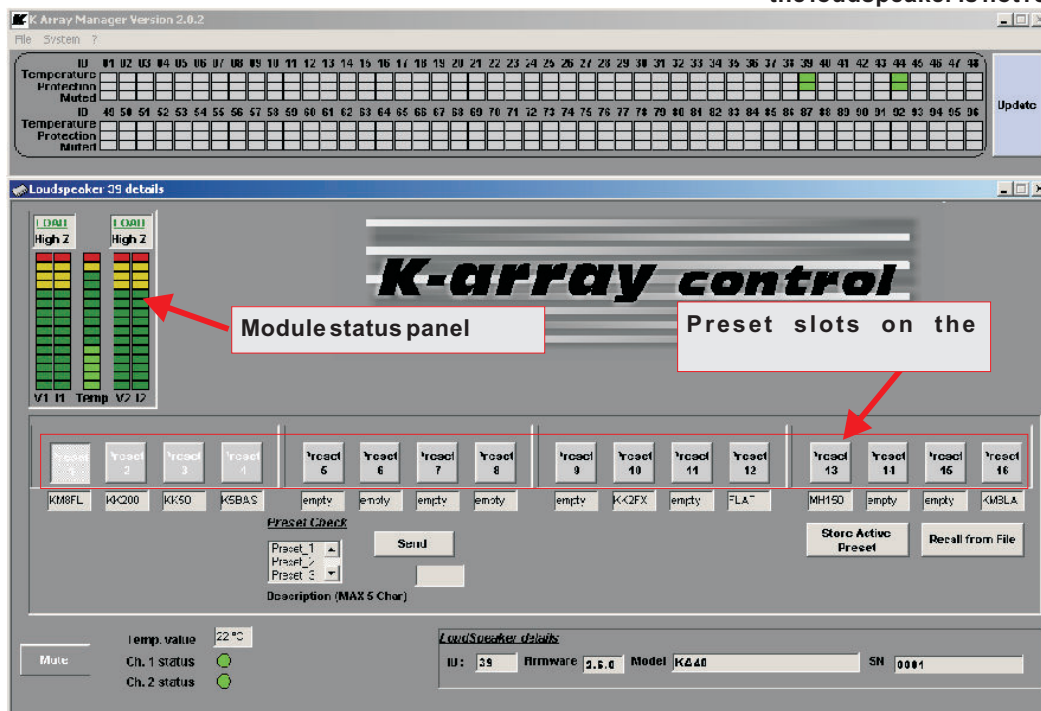 the loudspeaker is not
K Array Manager Version 2.0.2
File System ?
ID 01 02 03 04 05 06 07 08 09 10 11 12 13 14 15 16 17 18 19 20 21 22 23 24 25 26 27 28 29 30 31 32 33 34 35 36 37 38 39 40 41 42 43 44 45 46 47 48
Temperature
Protection
Muted
ID 49 50 51 52 53 54 55 56 57 58 59 60 61 62 63 64 65 66 67 68 69 70 71 72 73 74 75 76 77 78 79 80 81 82 83 84 85 86 87 88 89 90 91 92 93 94 95 96
Temperature
Protection
Muted
Update
Loudspeaker 39 details
LOAD LOAD
High Z High Z
K-array control
Module status panel
Preset slots on the
V1 I1 Temp V2 I2
Preset 1 Preset 2 Preset 3 Preset 4 Preset 5 Preset 6 Preset 7 Preset 8 Preset 9 Preset 10 Preset 11 Preset 12 Preset 13 Preset 14 Preset 15 Preset 16
KM8FL KK200 KK50 K5BAS empty empty empty empty empty KK2FX empty FLAT MH150 empty empty
Preset Check
Preset_1
Preset_2
Preset_3
Send
Store Active Preset
Recall from File
Description (MAX 5 Char)
Temp. value 22 °C
Mute
Ch. 1 status
Ch. 2 status
LoudSpeaker details
ID: 39 Firmware 2.6.0 Model KA40 SN 0001